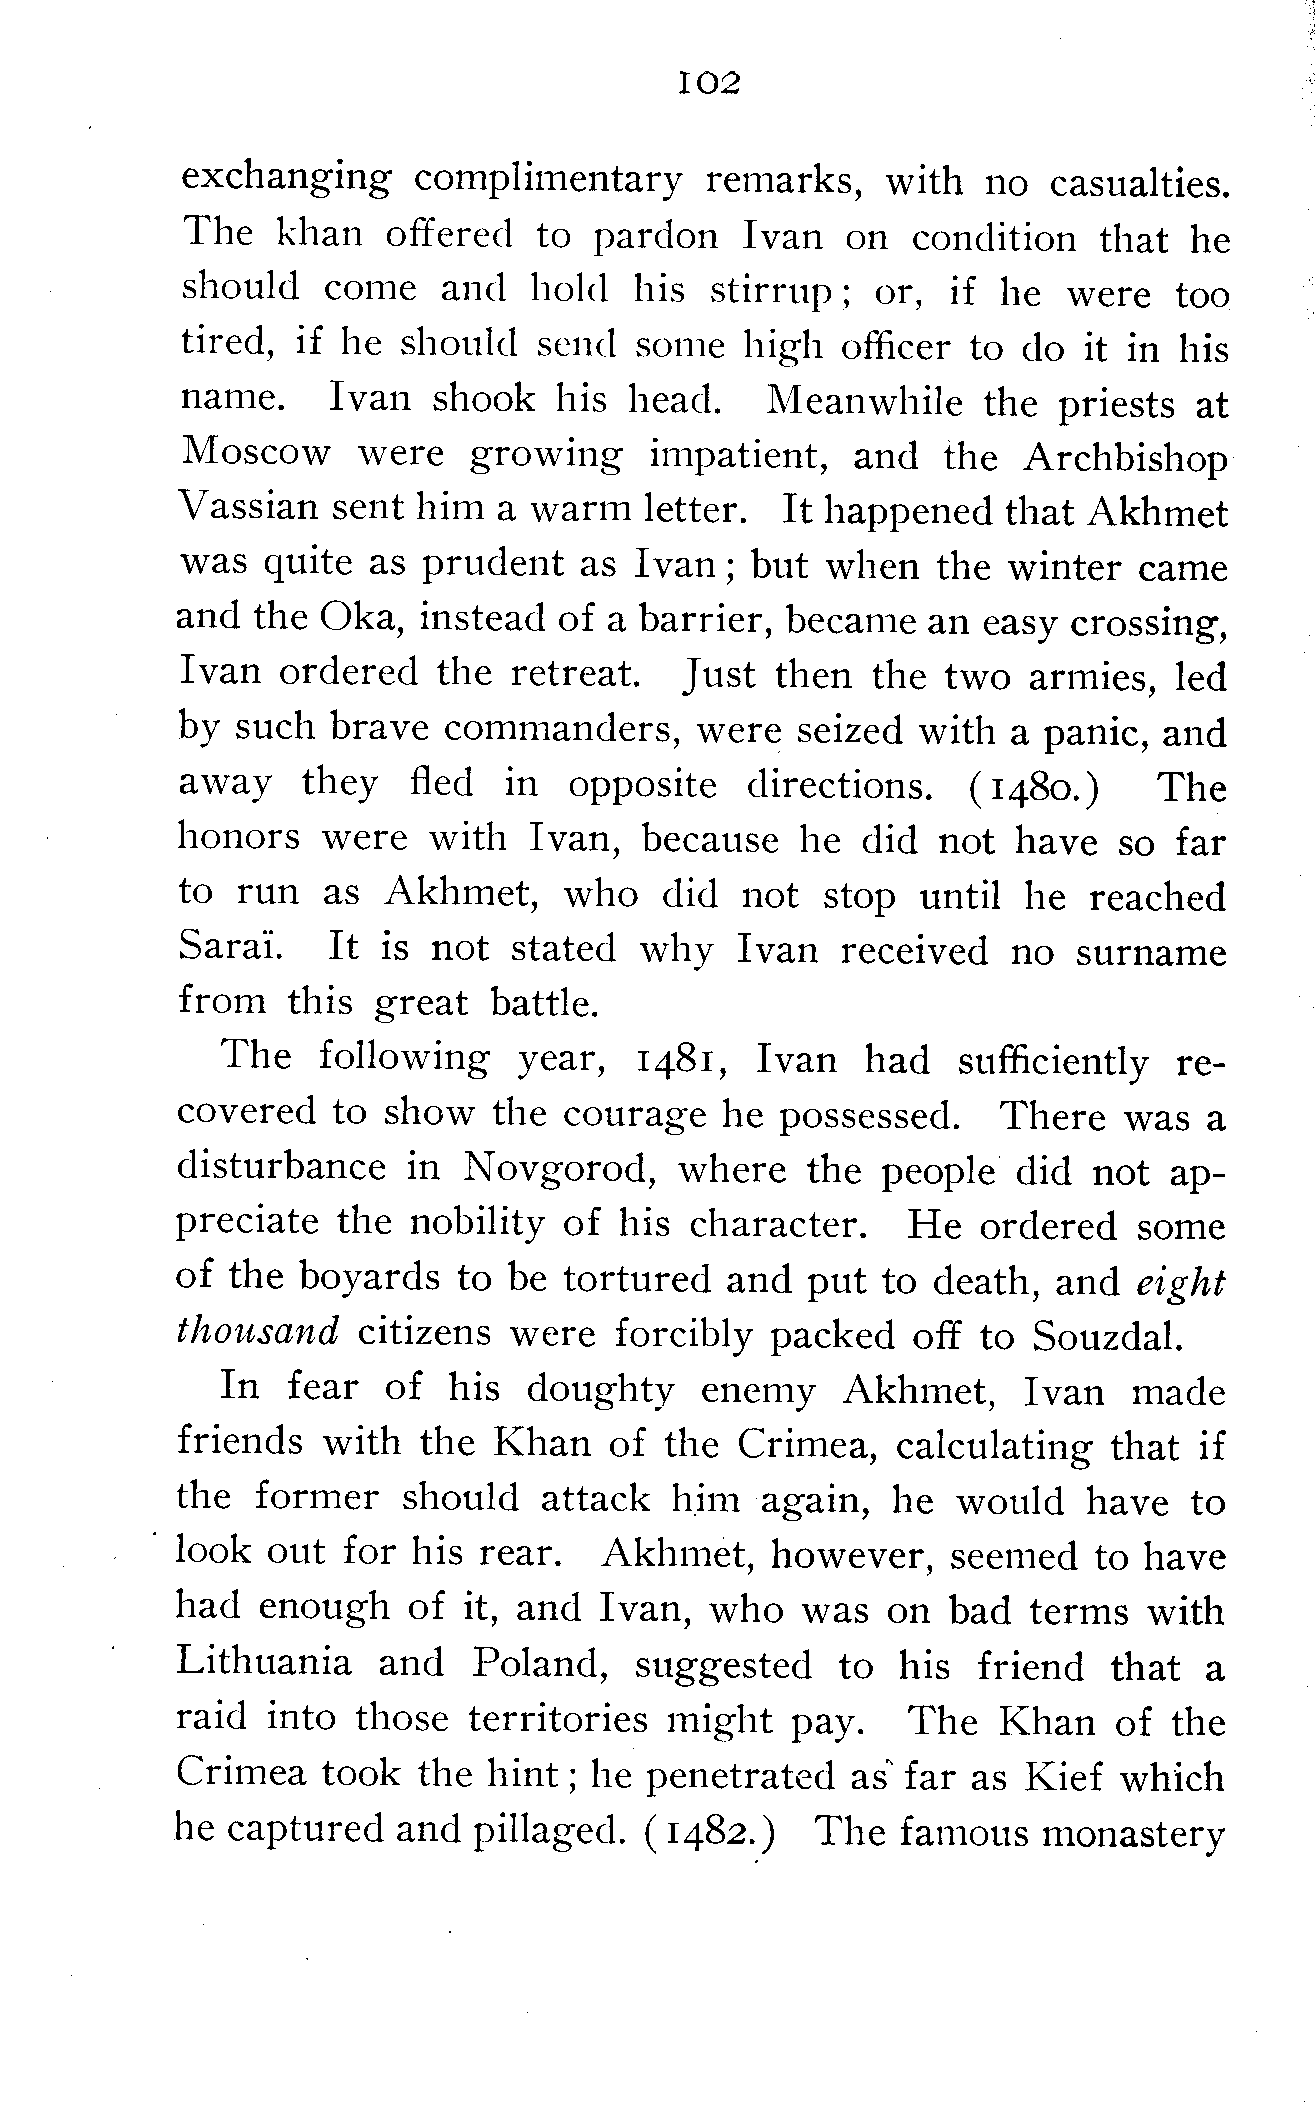 102
exchanging complimentary remarks, with no casualties.
The khan offered to pardon Ivan on condition that he
should come and hold his stirrup; or, if he were too
tired, if he should send some high officer to do it in his
name. Ivan shook his head. Meanwhile the priests at
Moscow were growing impatient, and the Archbishop
Vassian sent him a warm letter. It happened that Akhmet
was quite as prudent as Ivan; but when the winter came
and the Oka, instead of a barrier, became an easy crossing,
Ivan ordered the retreat. Just then the two armies, led
by such brave commanders, were seized with a panic, and
away they fled in opposite directions. (1480.) The
honors were with Ivan, because he did not have so far
to run as Akhmet, who did not stop until he reached
Saraï. It is not stated why Ivan received no surname
from this great battle.
The following year, 1481, Ivan had sufficiently re-
covered to show the courage he possessed. There was a
disturbance in Novgorod, where the people did not ap-
preciate the nobility of his character. He ordered some
of the boyards to be tortured and put to death, and eight
thousand citizens were forcibly packed off to Souzdal.
In fear of his doughty enemy Akhmet, Ivan made
friends with the Khan of the Crimea, calculating that if
the former should attack him again, he would have to
look out for his rear. Akhmet, however, seemed to have
had enough of it, and Ivan, who was on bad terms with
Lithuania and Poland, suggested to his friend that a
raid into those territories might pay. The Khan of the
Crimea took the hint; he penetrated as far as Kief which
he captured and pillaged. (1482.) The famous monastery